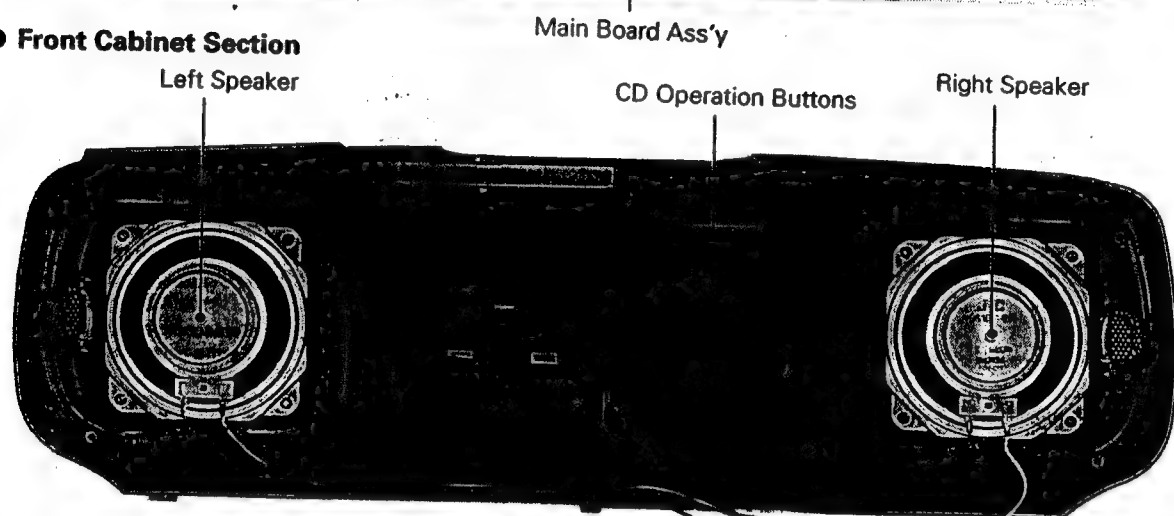 Main Board Ass'y
Front Cabinet Section
Left Speaker
CD Operation Buttons
Right Speaker